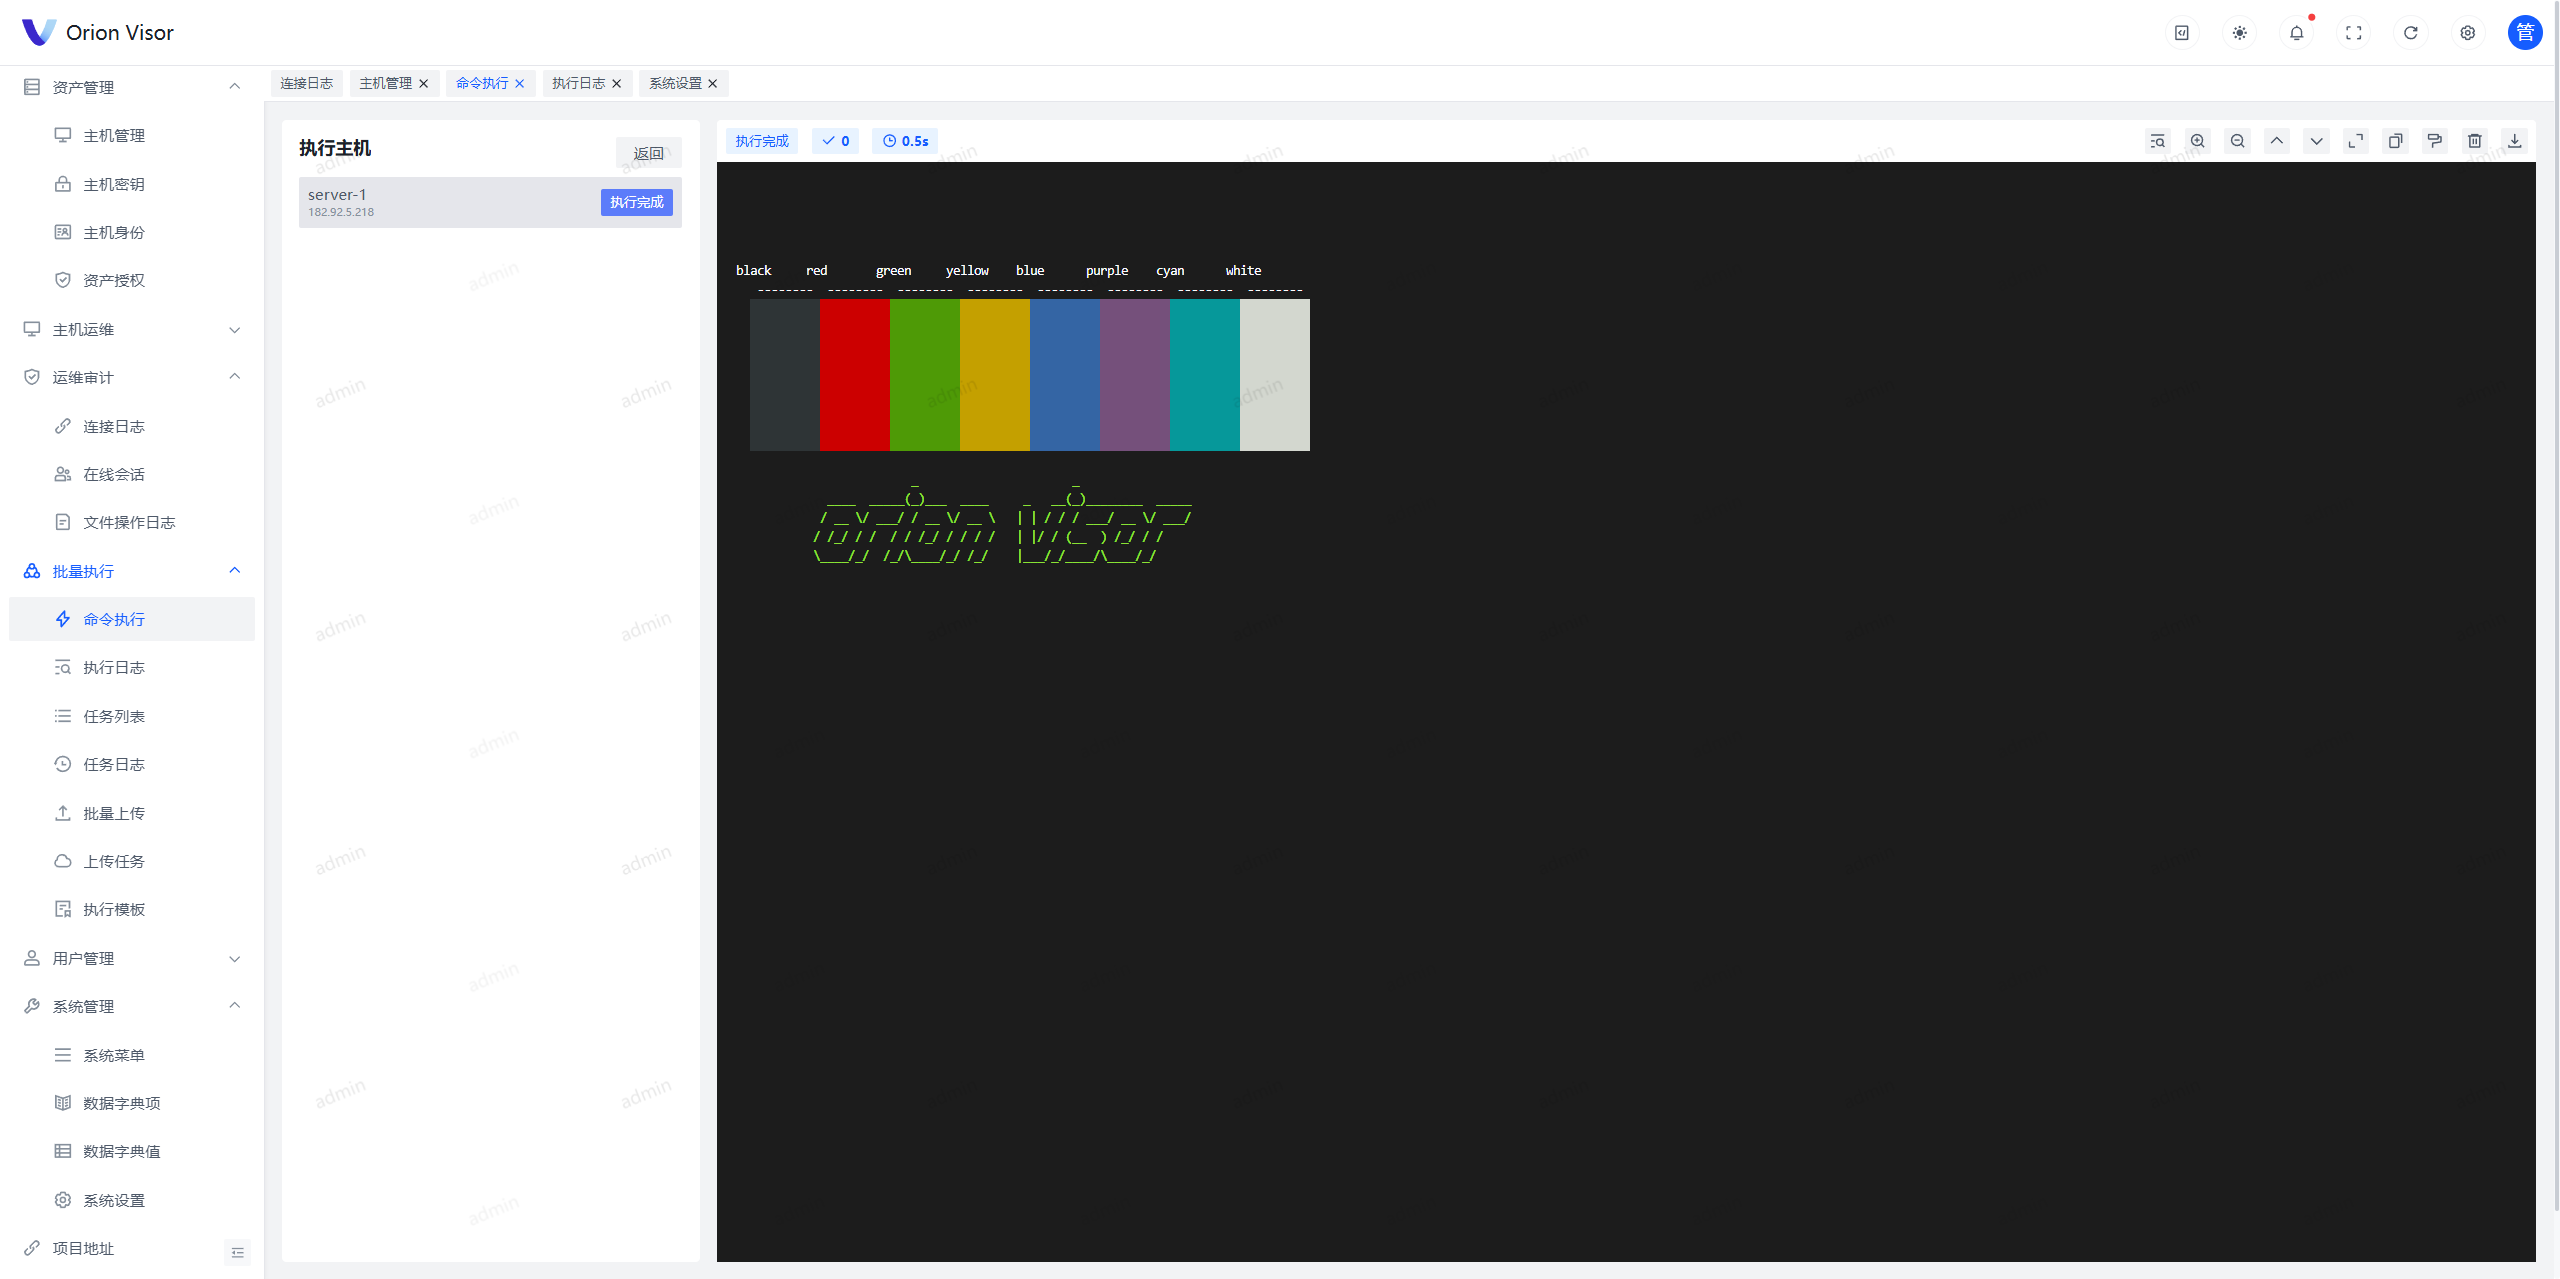 Orion Visor
管
资产管理
主机管理
主机密钥
主机身份
资产授权
主机运维
运维审计
连接日志
在线会话
文件操作日志
批量执行
命令执行
执行日志
任务列表
任务日志
批量上传
上传任务
执行模板
用户管理
系统管理
系统菜单
数据字典项
数据字典值
系统设置
项目地址
连接日志 主机管理 命令执行 执行日志 系统设置
执行主机 返回
server-1
182.92.5.218
执行完成
执行完成 0 0.5s
black red green yellow blue purple cyan white
-------- -------- -------- -------- -------- -------- -------- --------
orion visor
admin